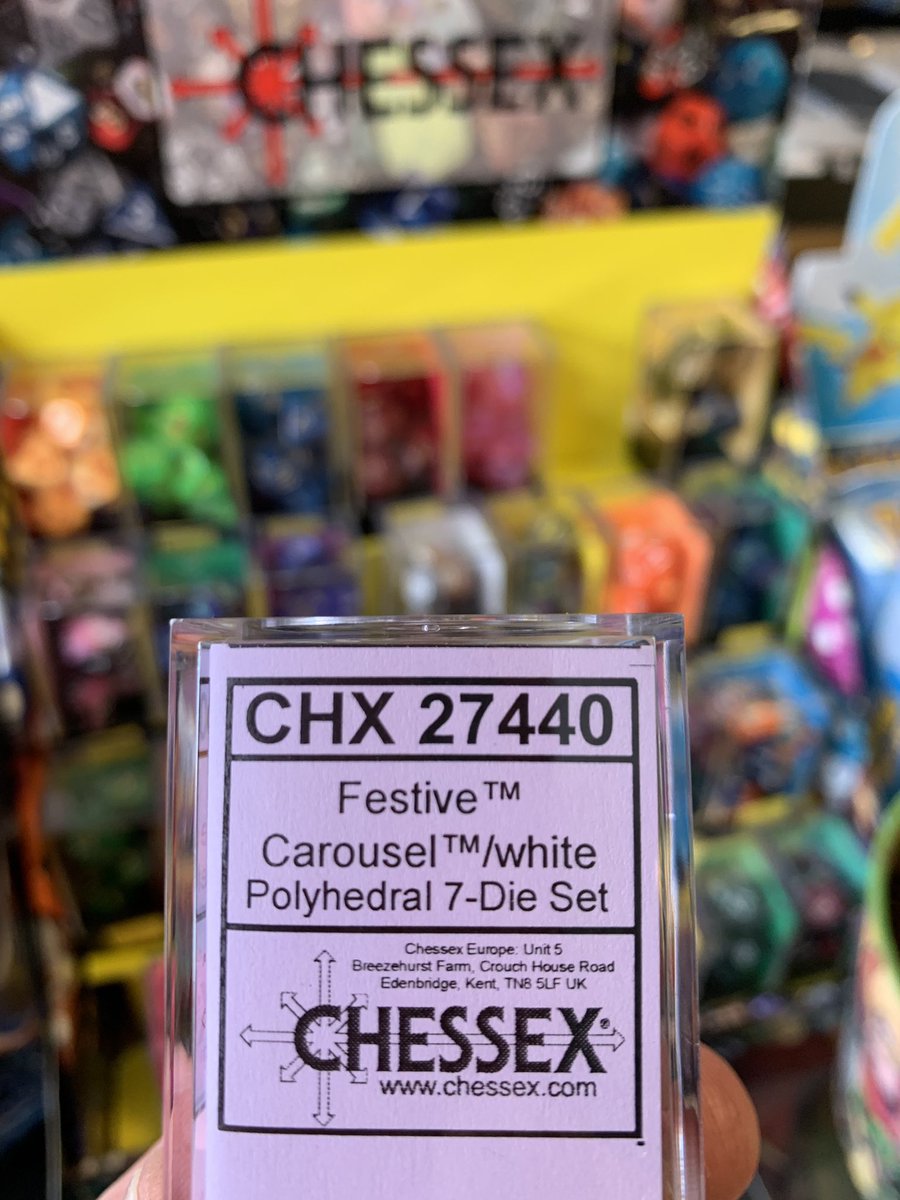 CHESSEX
CHX 27440
Festive™
Carousel™/white
Polyhedral 7-Die Set
Chessex Europe: Unit 5
Breezehurst Farm, Crouch House Road
Edenbridge, Kent, TN8 5LF UK
CHESSEX®
www.chessex.com